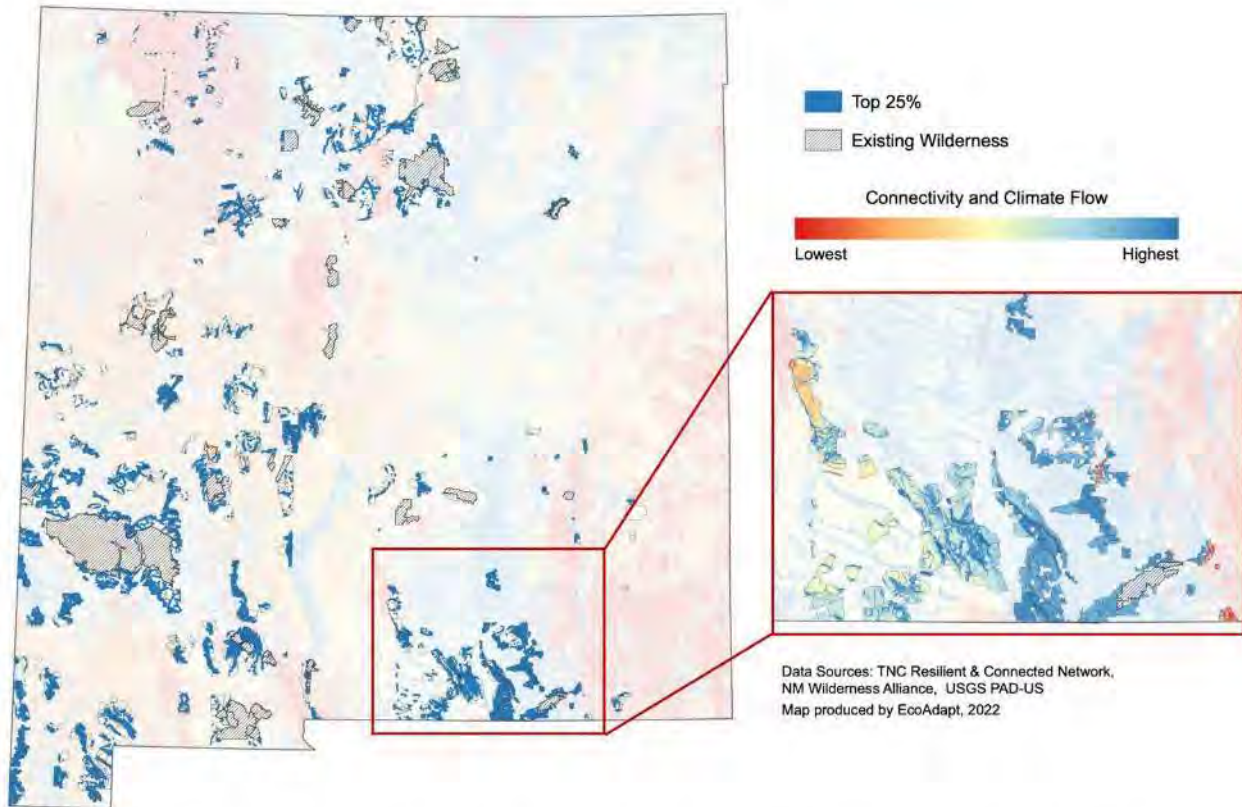 Top 25%
Existing Wilderness
Connectivity and Climate Flow
Lowest
Highest
Data Sources: TNC Resilient & Connected Network,
NM Wilderness Alliance, USGS PAD-US
Map produced by EcoAdapt, 2022